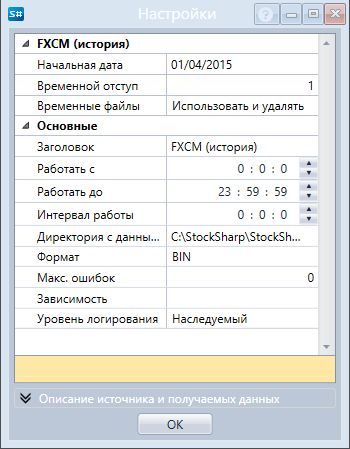 S# Настройки ?
FXCM (история)
Начальная дата 01/04/2015
Временной отступ 1
Временные файлы Использовать и удалять
Основные
Заголовок FXCM (история)
Работать с 0 : 0 : 0
Работать до 23 : 59 : 59
Интервал работы 0 : 0 : 0
Директория с данны... C:\StockSharp\StockSh...
Формат BIN
Макс. ошибок 0
Зависимость
Уровень логирования Наследуемый
Описание источника и получаемых данных
ОК